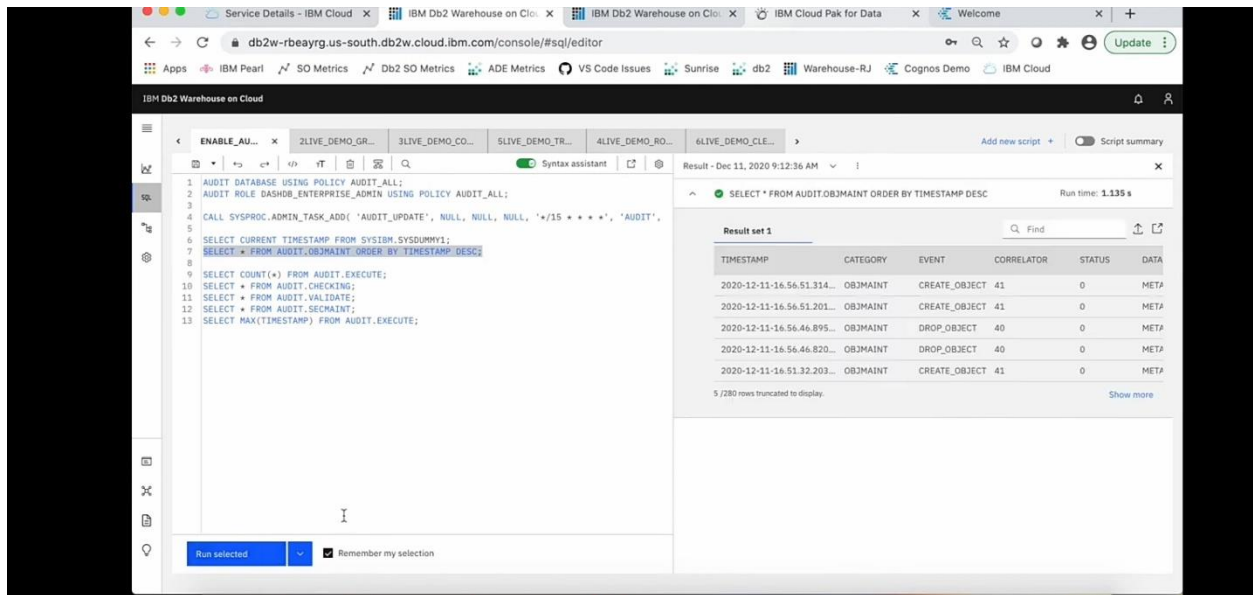 Service Details - IBM Cloud
IBM Db2 Warehouse on Clou
IBM Db2 Warehouse on Clou
IBM Cloud Pak for Data
Welcome
db2w-rbeayrg.us-south.db2w.cloud.ibm.com/console/#sql/editor
Update
Apps IBM Pearl SO Metrics Db2 SO Metrics ADE Metrics VS Code Issues Sunrise db2 Warehouse-RJ Cognos Demo IBM Cloud
IBM Db2 Warehouse on Cloud
ENABLE_AU... 2LIVE_DEMO_GR... 3LIVE_DEMO_CO... 5LIVE_DEMO_TR... 4LIVE_DEMO_RO... 6LIVE_DEMO_CLE... Add new script + Script summary
SQL
Syntax assistant
1 AUDIT DATABASE USING POLICY AUDIT_ALL;
2 AUDIT ROLE DASHDB_ENTERPRISE_ADMIN USING POLICY AUDIT_ALL;
3
4 CALL SYSPROC.ADMIN_TASK_ADD( 'AUDIT_UPDATE', NULL, NULL, NULL, '*/15 * * * *', 'AUDIT',
5
6 SELECT CURRENT TIMESTAMP FROM SYSIBM.SYSDUMMY1;
7 SELECT * FROM AUDIT.OBJMAINT ORDER BY TIMESTAMP DESC;
8
9 SELECT COUNT(*) FROM AUDIT.EXECUTE;
10 SELECT * FROM AUDIT.CHECKING;
11 SELECT * FROM AUDIT.VALIDATE;
12 SELECT * FROM AUDIT.SECMAINT;
13 SELECT MAX(TIMESTAMP) FROM AUDIT.EXECUTE;
Run selected
Remember my selection
Result - Dec 11, 2020 9:12:36 AM
SELECT * FROM AUDIT.OBJMAINT ORDER BY TIMESTAMP DESC Run time: 1.135 s
Result set 1 Find
TIMESTAMP CATEGORY EVENT CORRELATOR STATUS DATA
2020-12-11-16.56.51.314... OBJMAINT CREATE_OBJECT 41 0 META
2020-12-11-16.56.51.201... OBJMAINT CREATE_OBJECT 41 0 META
2020-12-11-16.56.46.895... OBJMAINT DROP_OBJECT 40 0 META
2020-12-11-16.56.46.820... OBJMAINT DROP_OBJECT 40 0 META
2020-12-11-16.51.32.203... OBJMAINT CREATE_OBJECT 41 0 META
5 /280 rows truncated to display. Show more